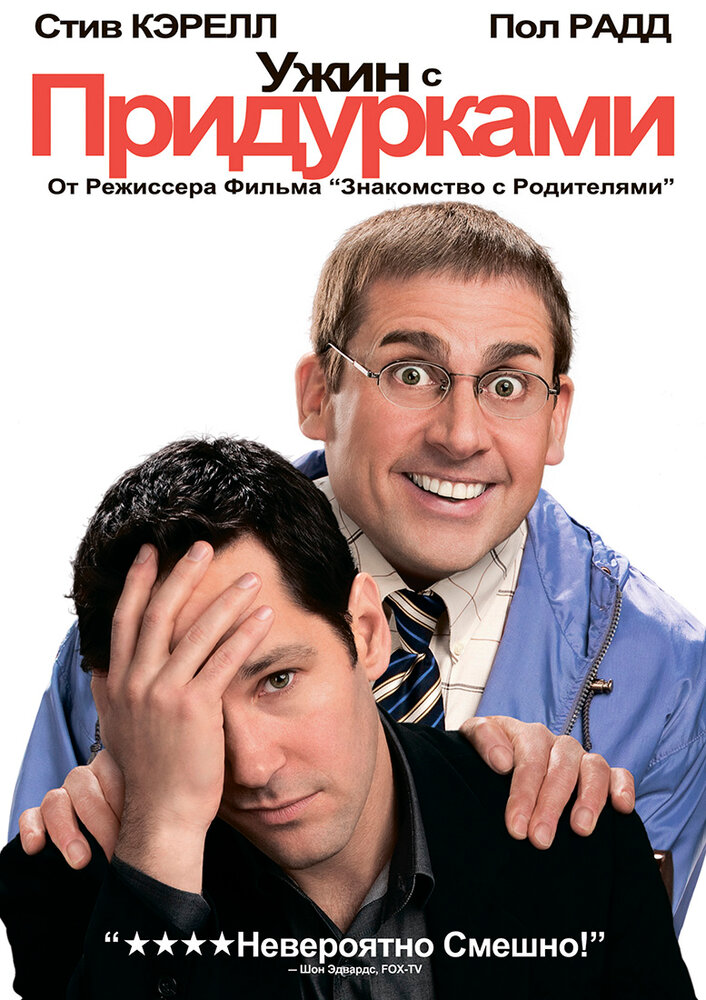 Стив КЭРЕЛЛ Пол РАДД
Ужин с
Придурками
От Режиссера Фильма “Знакомство с Родителями”
“★★★★Невероятно Смешно!”
— Шон Эдвардс, FOX-TV